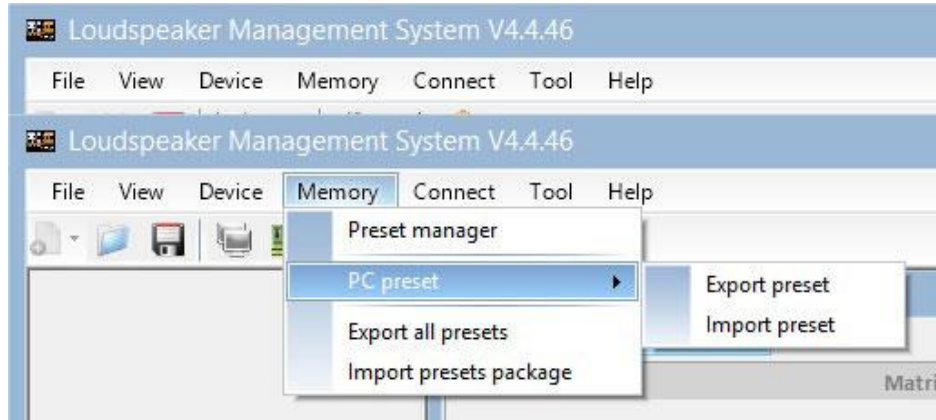 Loudspeaker Management System V4.4.46
File View Device Memory Connect Tool Help
Loudspeaker Management System V4.4.46
File View Device Memory Connect Tool Help
Preset manager
PC preset
Export preset
Import preset
Export all presets
Import presets package